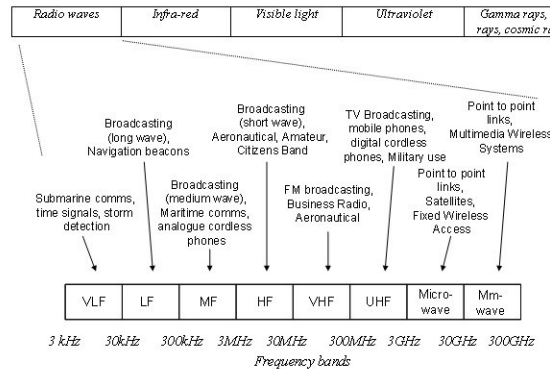 Radio waves
Infra-red
Visible light
Ultraviolet
Gamma rays,
rays, cosmic ra
Broadcasting
(long wave),
Navigation beacons
Broadcasting
(short wave),
Aeronautical, Amateur,
Citizens Band
TV Broadcasting,
mobile phones,
digital cordless
phones, Military use
Point to point
links,
Multimedia Wireless
Systems
Submarine comms,
time signals, storm
detection
Broadcasting
(medium wave),
Maritime comms,
analogue cordless
phones
FM broadcasting,
Business Radio,
Aeronautical
Point to point
links,
Satellites,
Fixed Wireless
Access
VLF
LF
MF
HF
VHF
UHF
Micro-
wave
Mm-
wave
3 kHz
30kHz
300kHz
3MHz
30MHz
300MHz
3GHz
30GHz
300GHz
Frequency bands